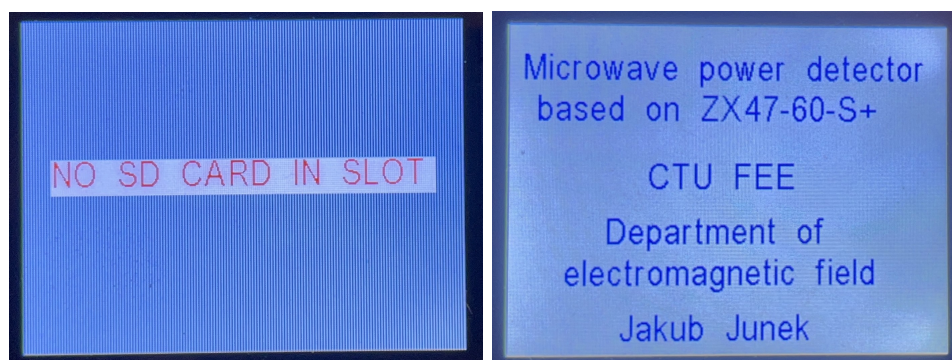 NO SD CARD IN SLOT
Microwave power detector
based on ZX47-60-S+
CTU FEE
Department of
electromagnetic field
Jakub Junek